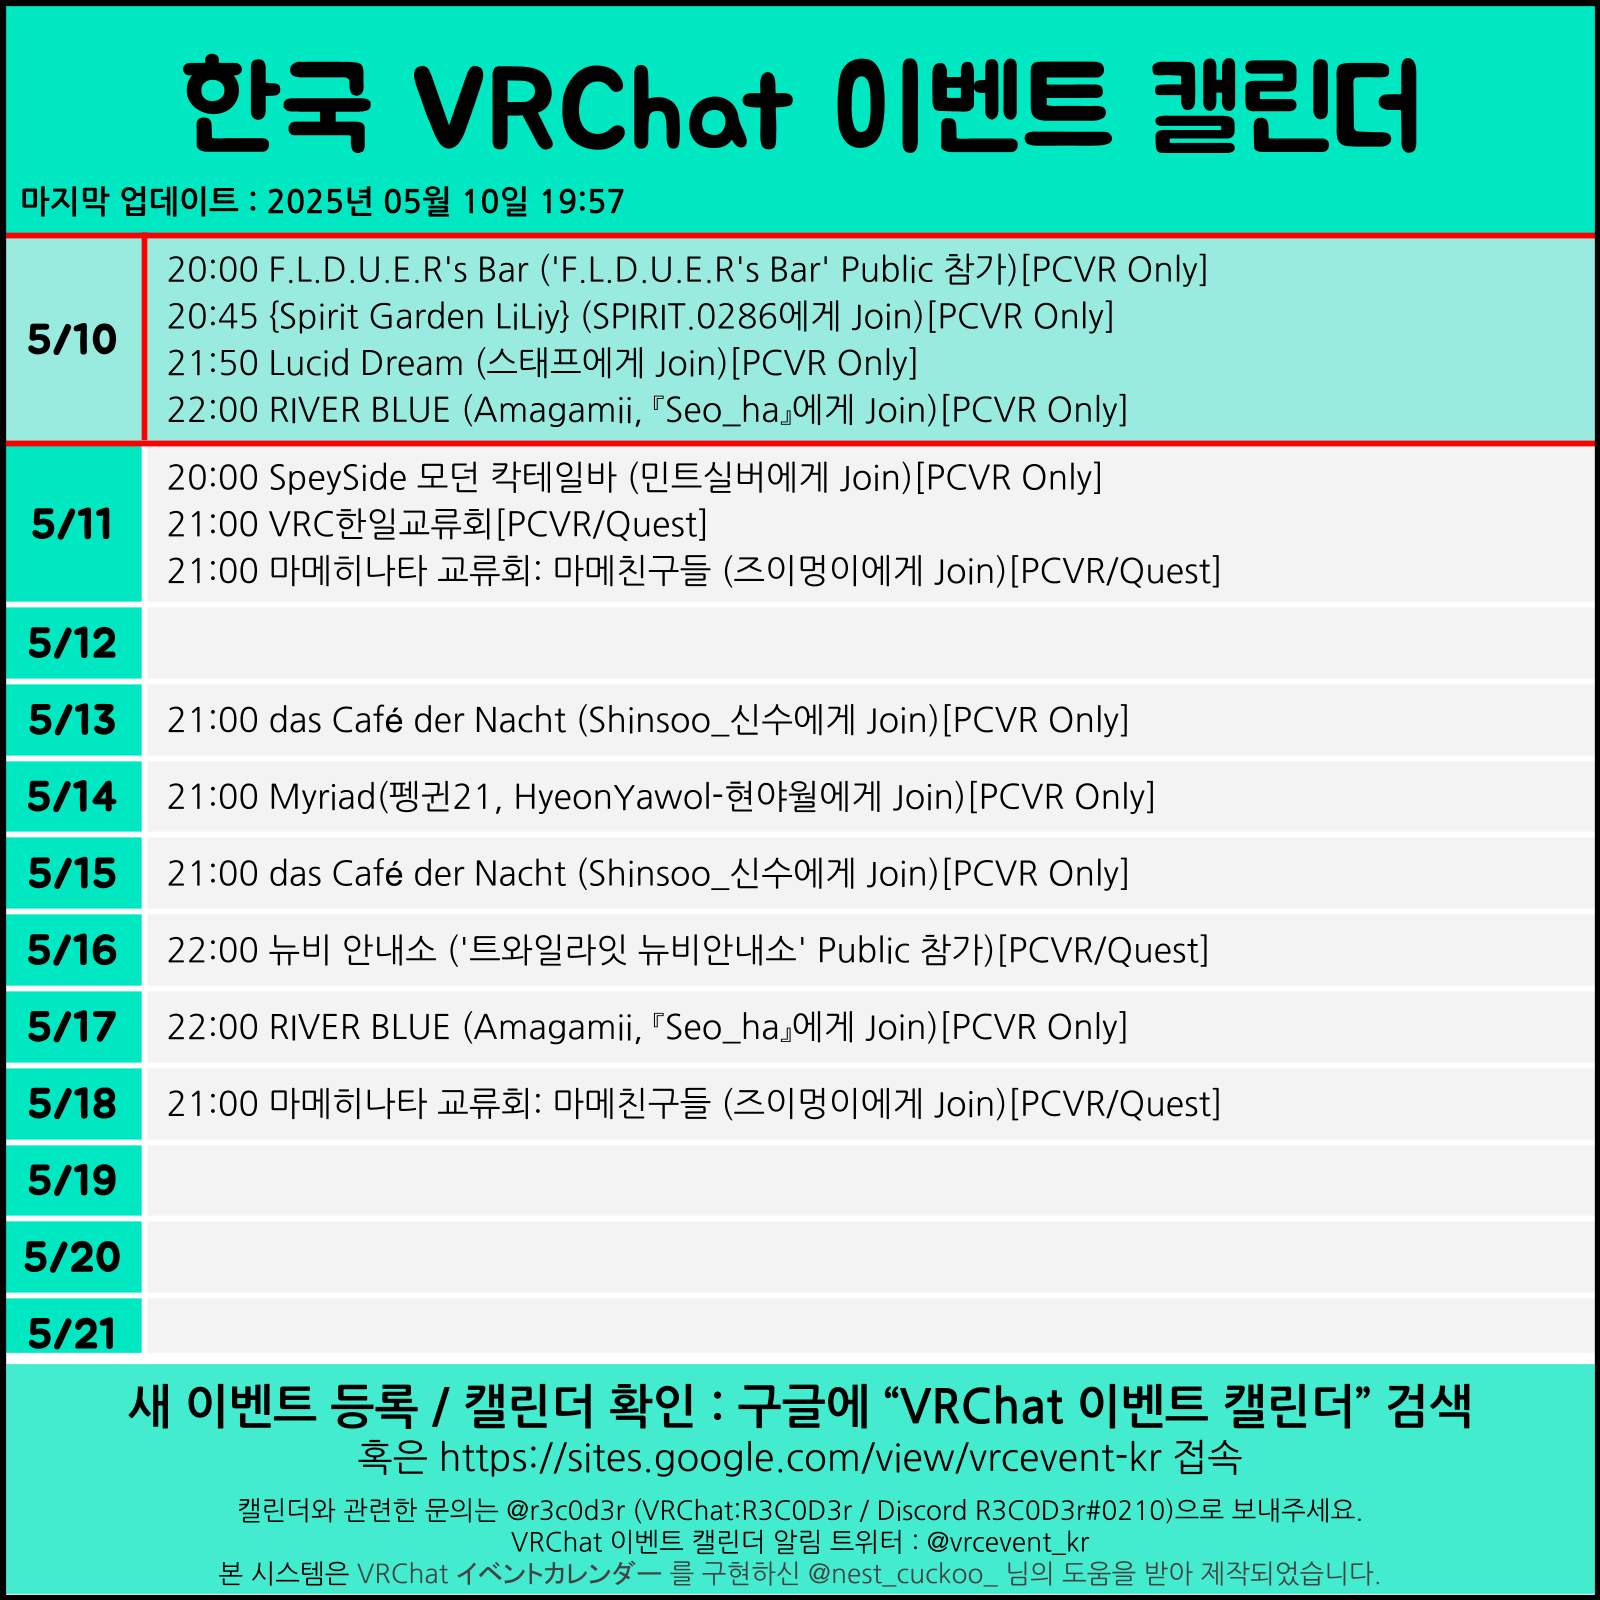 한국 VRChat 이벤트 캘린더
마지막 업데이트 : 2025년 05월 10일 19:57
5/10
20:00 F.L.D.U.E.R's Bar ('F.L.D.U.E.R's Bar' Public 참가)[PCVR Only]
20:45 {Spirit Garden LiLiy} (SPIRIT.0286에게 Join)[PCVR Only]
21:50 Lucid Dream (스태프에게 Join)[PCVR Only]
22:00 RIVER BLUE (Amagamii,『Seo_ha』에게 Join)[PCVR Only]
5/11
20:00 SpeySide 모던 칵테일바 (민트실버에게 Join)[PCVR Only]
21:00 VRC한일교류회[PCVR/Quest]
21:00 마메히나타 교류회: 마메친구들 (즈이멍이에게 Join)[PCVR/Quest]
5/12
5/13
21:00 das Café der Nacht (Shinsoo_신수에게 Join)[PCVR Only]
5/14
21:00 Myriad(펭귄21, HyeonYawol-현야월에게 Join)[PCVR Only]
5/15
21:00 das Café der Nacht (Shinsoo_신수에게 Join)[PCVR Only]
5/16
22:00 뉴비 안내소 ('트와일라잇 뉴비안내소' Public 참가)[PCVR/Quest]
5/17
22:00 RIVER BLUE (Amagamii,『Seo_ha』에게 Join)[PCVR Only]
5/18
21:00 마메히나타 교류회: 마메친구들 (즈이멍이에게 Join)[PCVR/Quest]
5/19
5/20
5/21
새 이벤트 등록 / 캘린더 확인 : 구글에 “VRChat 이벤트 캘린더” 검색
혹은 https://sites.google.com/view/vrcevent-kr 접속
캘린더와 관련한 문의는 @r3c0d3r (VRChat:R3C0D3r / Discord R3C0D3r#0210)으로 보내주세요.
VRChat 이벤트 캘린더 알림 트위터 : @vrcevent_kr
본 시스템은 VRChat イベントカレンダー 를 구현하신 @nest_cuckoo_ 님의 도움을 받아 제작되었습니다.